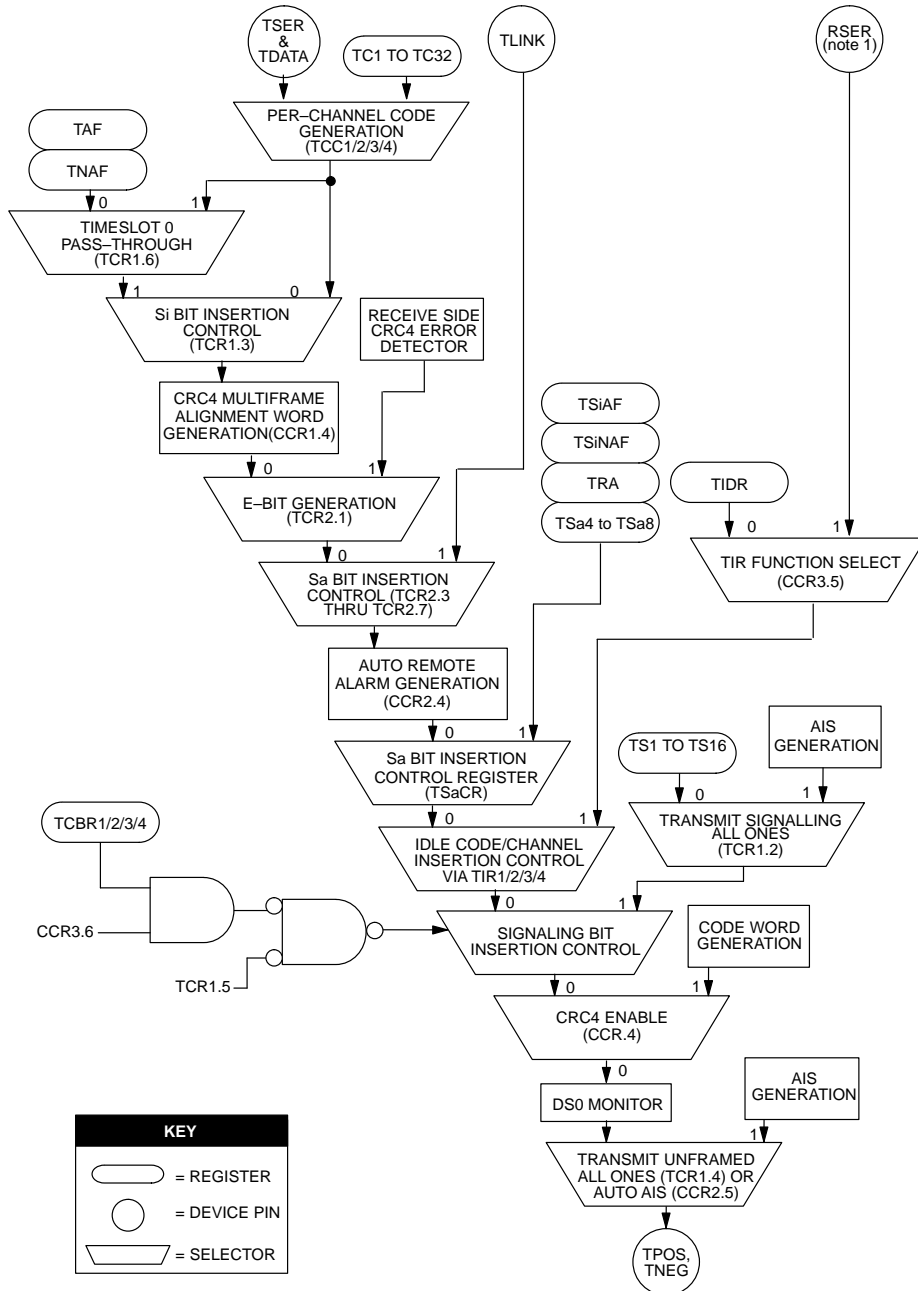 TSER
&
TDATA
TC1 TO TC32
TLINK
RSER
(note 1)
PER–CHANNEL CODE
GENERATION
(TCC1/2/3/4)
TAF
TNAF
0 1
TIMESLOT 0
PASS–THROUGH
(TCR1.6)
1 0
Si BIT INSERTION
CONTROL
(TCR1.3)
RECEIVE SIDE
CRC4 ERROR
DETECTOR
CRC4 MULTIFRAME
ALIGNMENT WORD
GENERATION(CCR1.4)
0 1
E–BIT GENERATION
(TCR2.1)
TSiAF
TSiNAF
TRA
TSa4 to TSa8
TIDR
0 1
TIR FUNCTION SELECT
(CCR3.5)
0 1
Sa BIT INSERTION
CONTROL (TCR2.3
THRU TCR2.7)
AUTO REMOTE
ALARM GENERATION
(CCR2.4)
0 1
Sa BIT INSERTION
CONTROL REGISTER
(TSaCR)
TS1 TO TS16
AIS
GENERATION
0 1
TRANSMIT SIGNALLING
ALL ONES
(TCR1.2)
0 1
IDLE CODE/CHANNEL
INSERTION CONTROL
VIA TIR1/2/3/4
TCBR1/2/3/4
CCR3.6
TCR1.5
0 1
SIGNALING BIT
INSERTION CONTROL
CODE WORD
GENERATION
0 1
CRC4 ENABLE
(CCR.4)
0
DS0 MONITOR
AIS
GENERATION
1
TRANSMIT UNFRAMED
ALL ONES (TCR1.4) OR
AUTO AIS (CCR2.5)
TPOS,
TNEG
KEY
= REGISTER
= DEVICE PIN
= SELECTOR